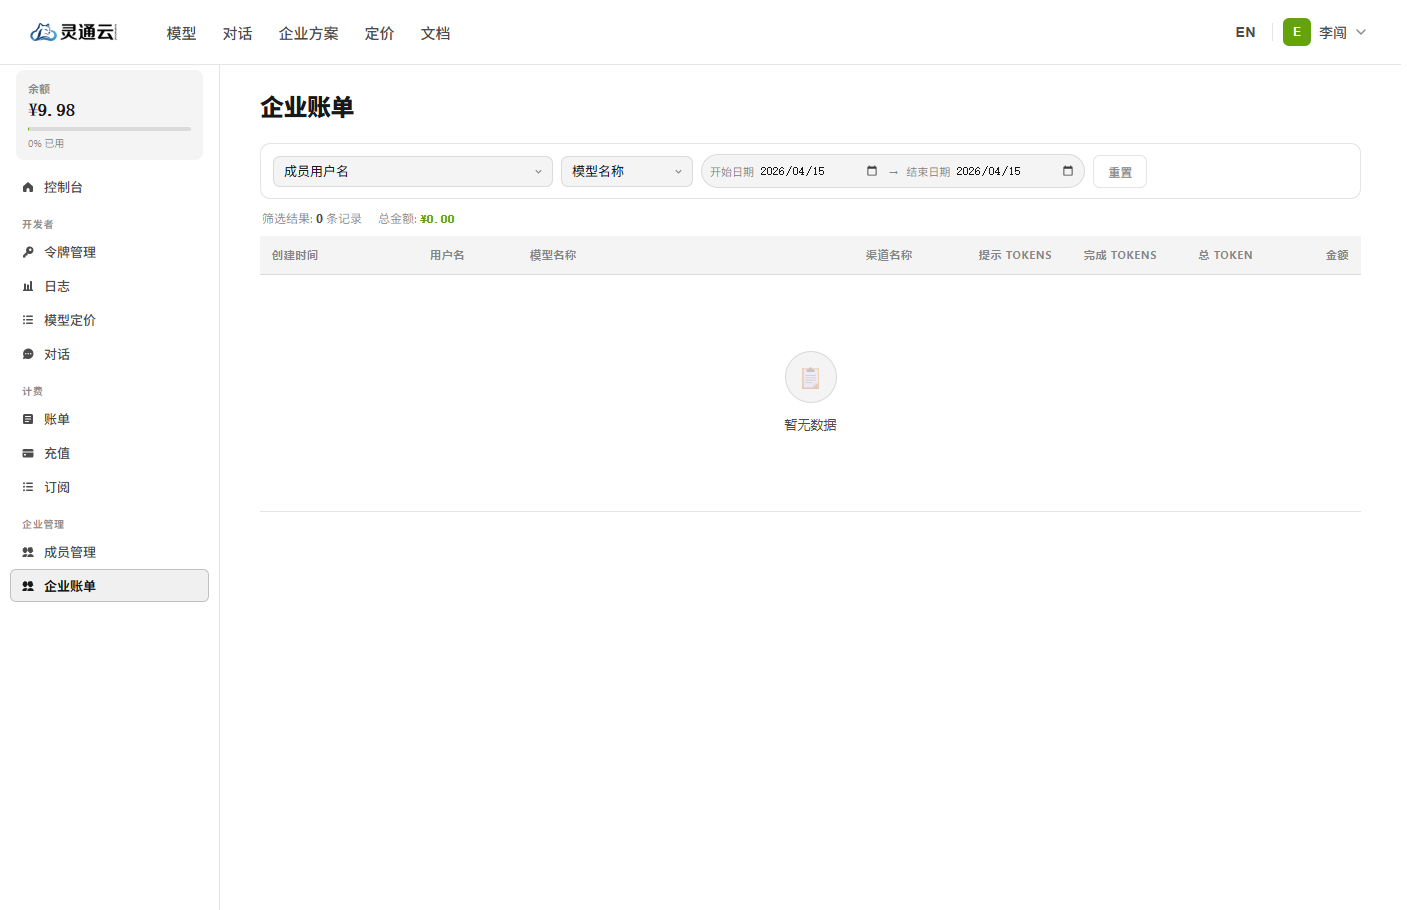 灵通云 模型 对话 企业方案 定价 文档 EN E 李闯
余额
¥9.98
0% 已用
控制台
开发者
令牌管理
日志
模型定价
对话
计费
账单
充值
订阅
企业管理
成员管理
企业账单
企业账单
成员用户名 模型名称 开始日期 2026/04/15 → 结束日期 2026/04/15 重置
筛选结果: 0 条记录 总金额: ¥0.00
创建时间 用户名 模型名称 渠道名称 提示 TOKENS 完成 TOKENS 总 TOKEN 金额
暂无数据